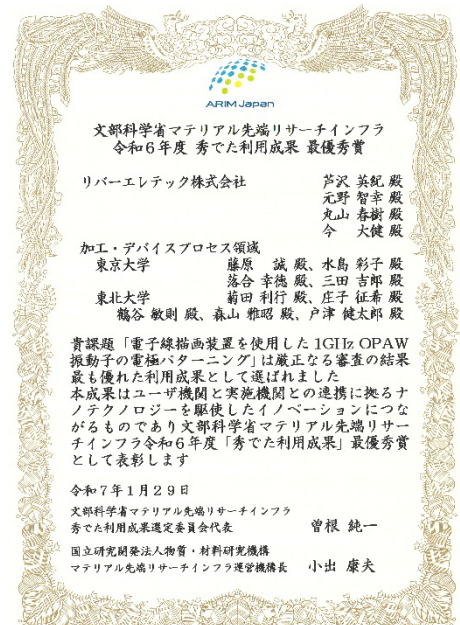 ARIM Japan
文部科学省マテリアル先端リサーチインフラ
令和6年度 秀でた利用成果 最優秀賞
リバーエレテック株式会社 芦沢 英紀 殿
元野 智幸 殿
丸山 春樹 殿
今 大健 殿
加工・デバイスプロセス領域
東京大学 藤原 誠 殿、水島 彩子 殿
落合 幸徳 殿、三田 吉郎 殿
東北大学 菊田 利行 殿、庄子 征希 殿
鶴谷 敏則 殿、森山 雅昭 殿、戸津 健太郎 殿
貴課題「電子線描画装置を使用した1GHz OPAW
振動子の電極パターニング」は厳正なる審査の結果
最も優れた利用成果として選ばれました
本成果はユーザ機関と実施機関との連携に拠るナ
ノテクノロジーを駆使したイノベーションにつな
がるものであり文部科学省マテリアル先端リサー
チインフラ令和6年度「秀でた利用成果」最優秀賞
として表彰します
令和7年1月29日
文部科学省マテリアル先端リサーチインフラ
秀でた利用成果選定委員会代表 曽根 純一
国立研究開発法人物質・材料研究機構
マテリアル先端リサーチインフラ運営機構長 小出 康夫